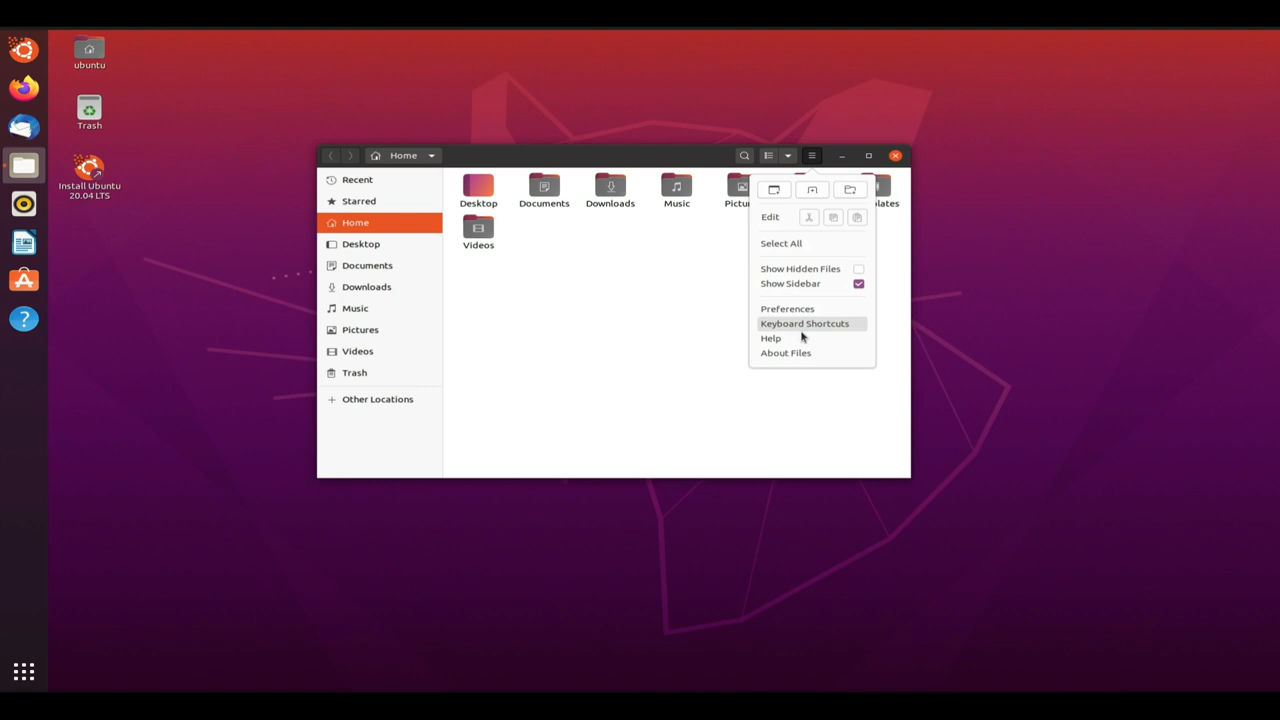 ubuntu
Trash
Install Ubuntu
20.04 LTS
Home
Recent
Starred
Home
Desktop
Documents
Downloads
Music
Pictures
Videos
Trash
Other Locations
Desktop
Documents
Downloads
Music
Videos
Edit
Select All
Show Hidden Files
Show Sidebar
Preferences
Keyboard Shortcuts
Help
About Files